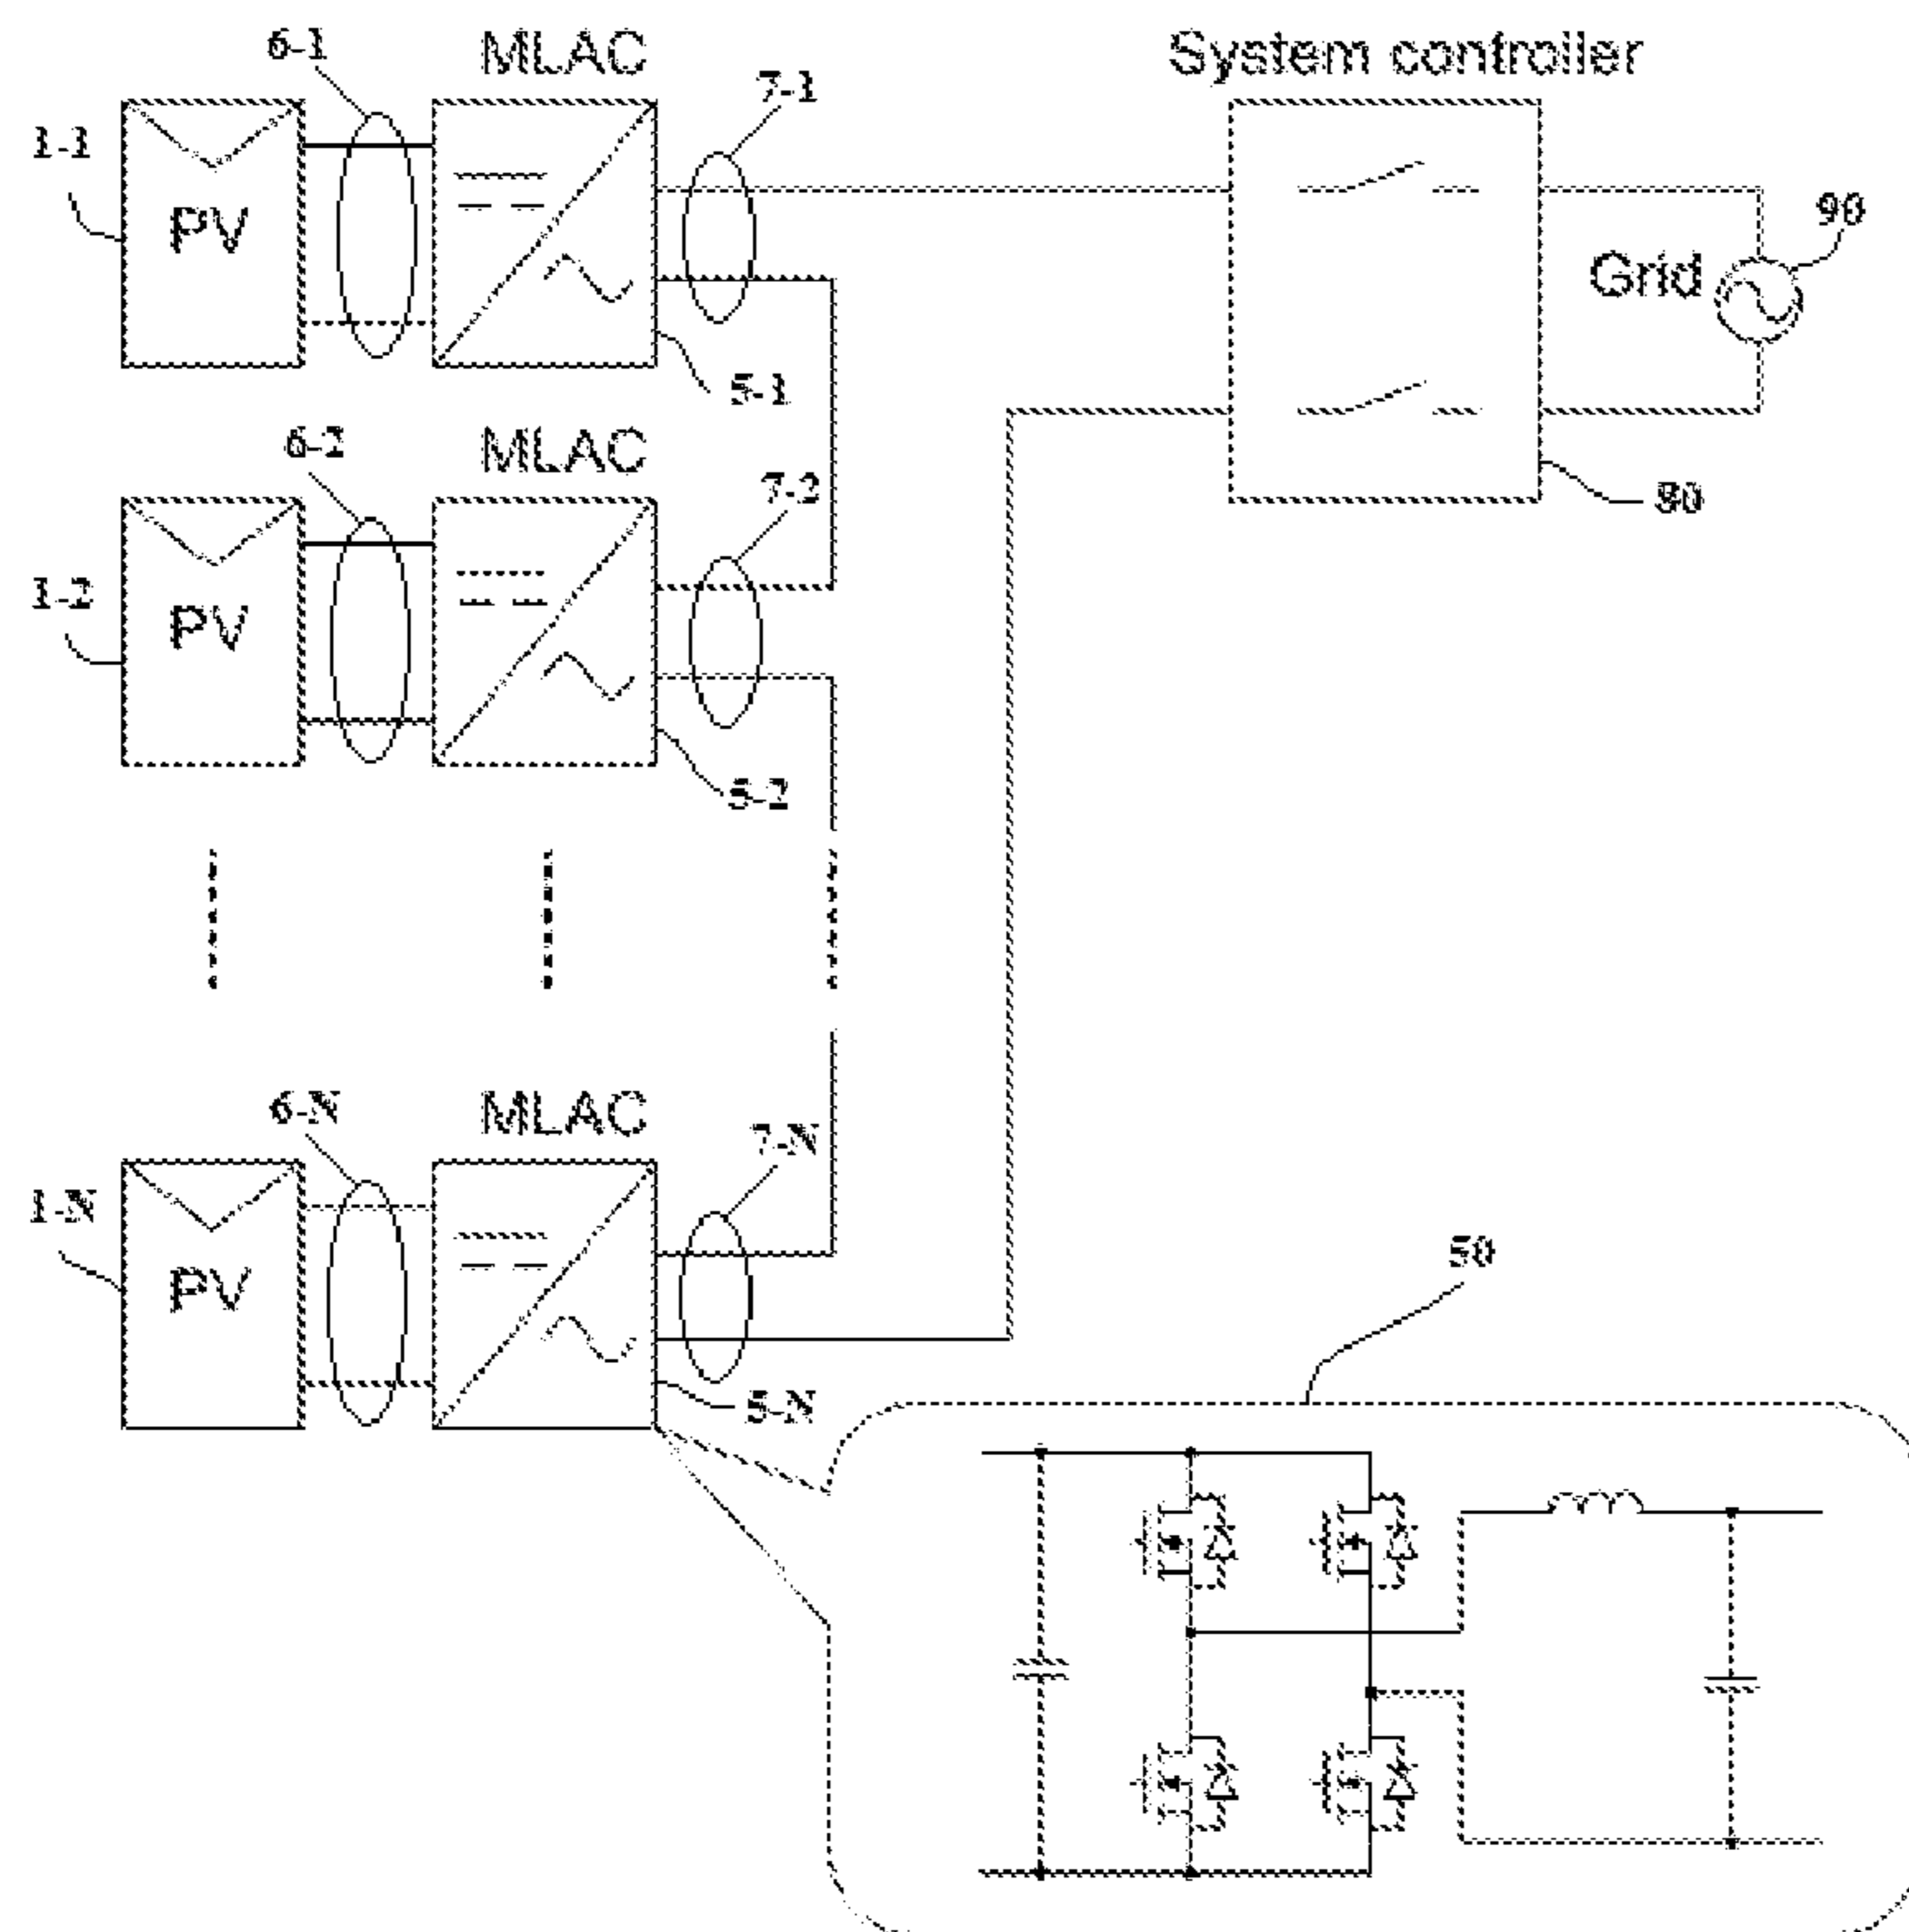 6-1
MLAC
7-1
System controller
1-1
PV
90
Grid
5-1
6-2
MLAC
7-2
1-2
PV
5-2
6-N
MLAC
7-N
1-N
PV
5-N
50